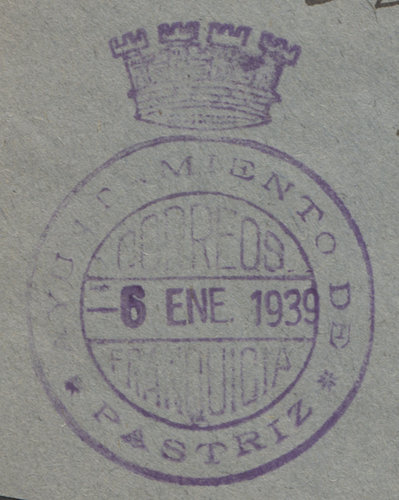 AYUNTAMIENTO DE
CORREOS
-6 ENE. 1939
FRANQUICIA
* PASTRIZ *